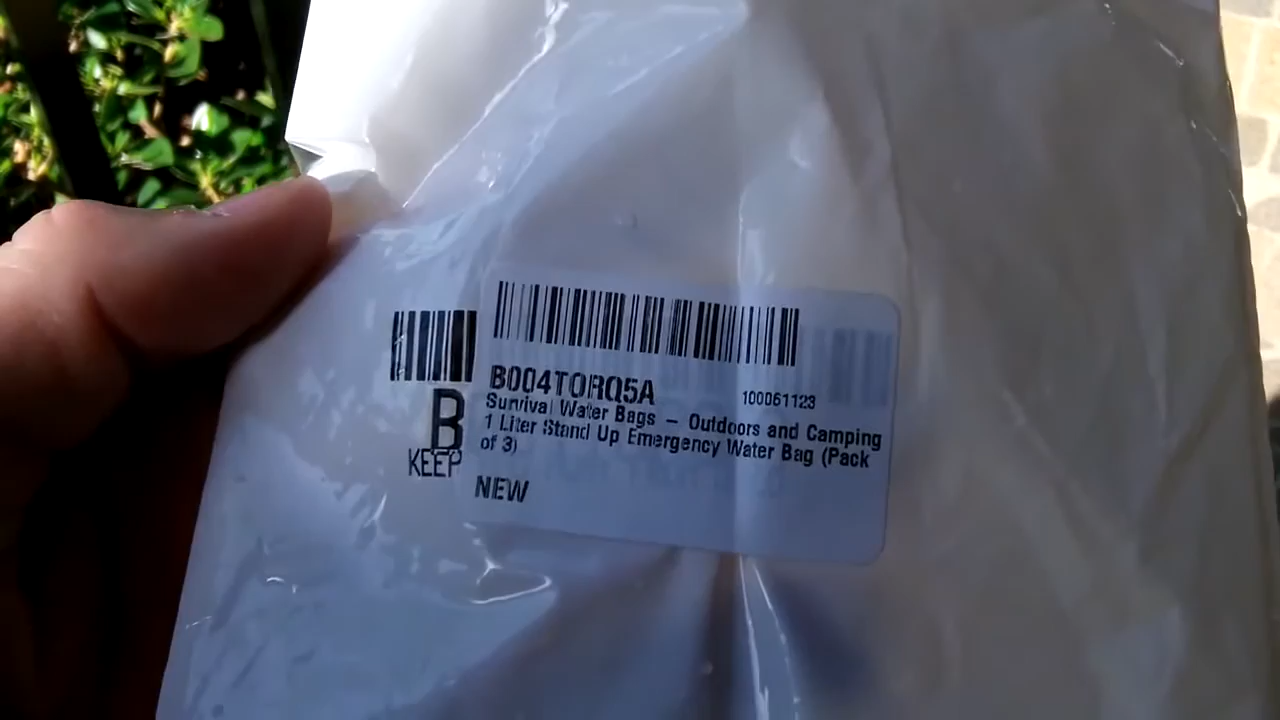 B004TORQ5A
100061123
Survival Water Bags – Outdoors and Camping
1 Liter Stand Up Emergency Water Bag (Pack
of 3)
NEW
B
KEEP